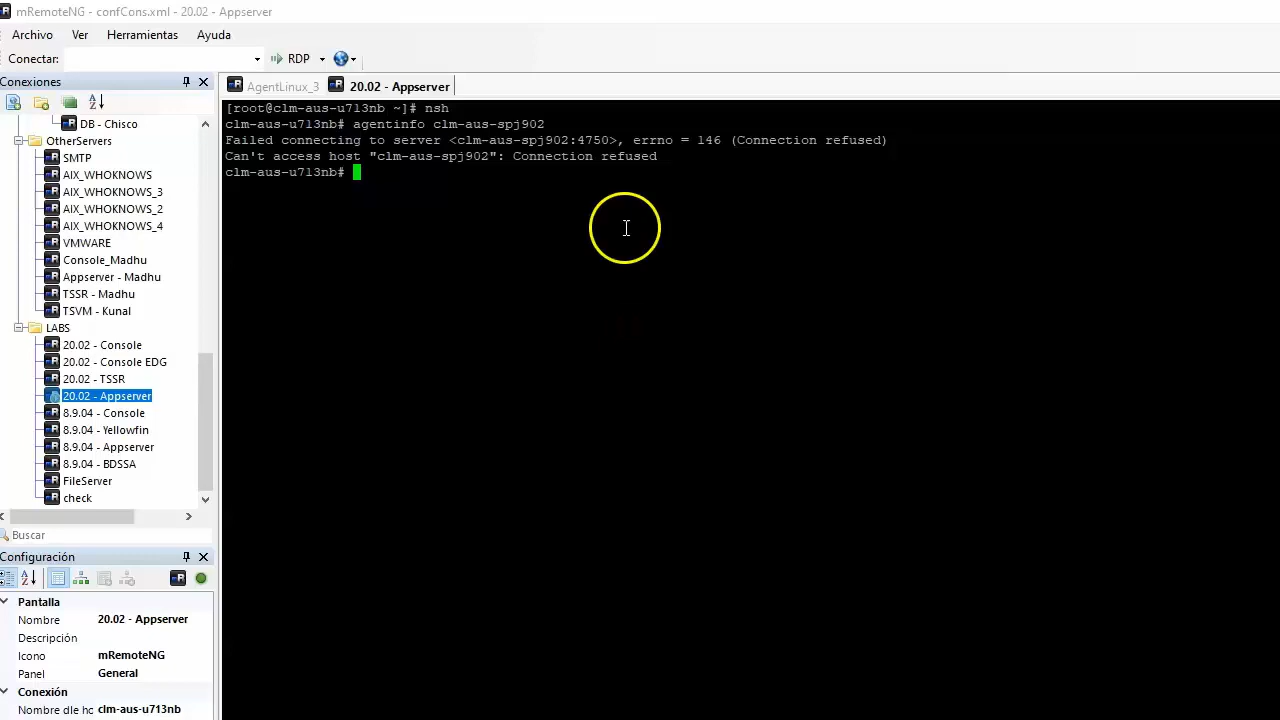 mRemoteNG - confCons.xml - 20.02 - Appserver
Archivo Ver Herramientas Ayuda
Conectar: RDP
Conexiones
DB - Chisco
OtherServers
SMTP
AIX_WHOKNOWS
AIX_WHOKNOWS_3
AIX_WHOKNOWS_2
AIX_WHOKNOWS_4
VMWARE
Console_Madhu
Appserver - Madhu
TSSR - Madhu
TSVM - Kunal
LABS
20.02 - Console
20.02 - Console EDG
20.02 - TSSR
20.02 - Appserver
8.9.04 - Console
8.9.04 - Yellowfin
8.9.04 - Appserver
8.9.04 - BDSSA
FileServer
check
Buscar
Configuración
Pantalla
Nombre 20.02 - Appserver
Descripción
Icono mRemoteNG
Panel General
Conexión
Nombre dle hc clm-aus-u713nb
AgentLinux_3 20.02 - Appserver
[root@clm-aus-u713nb ~]# nsh
clm-aus-u713nb# agentinfo clm-aus-spj902
Failed connecting to server <clm-aus-spj902:4750>, errno = 146 (Connection refused)
Can't access host "clm-aus-spj902": Connection refused
clm-aus-u713nb#